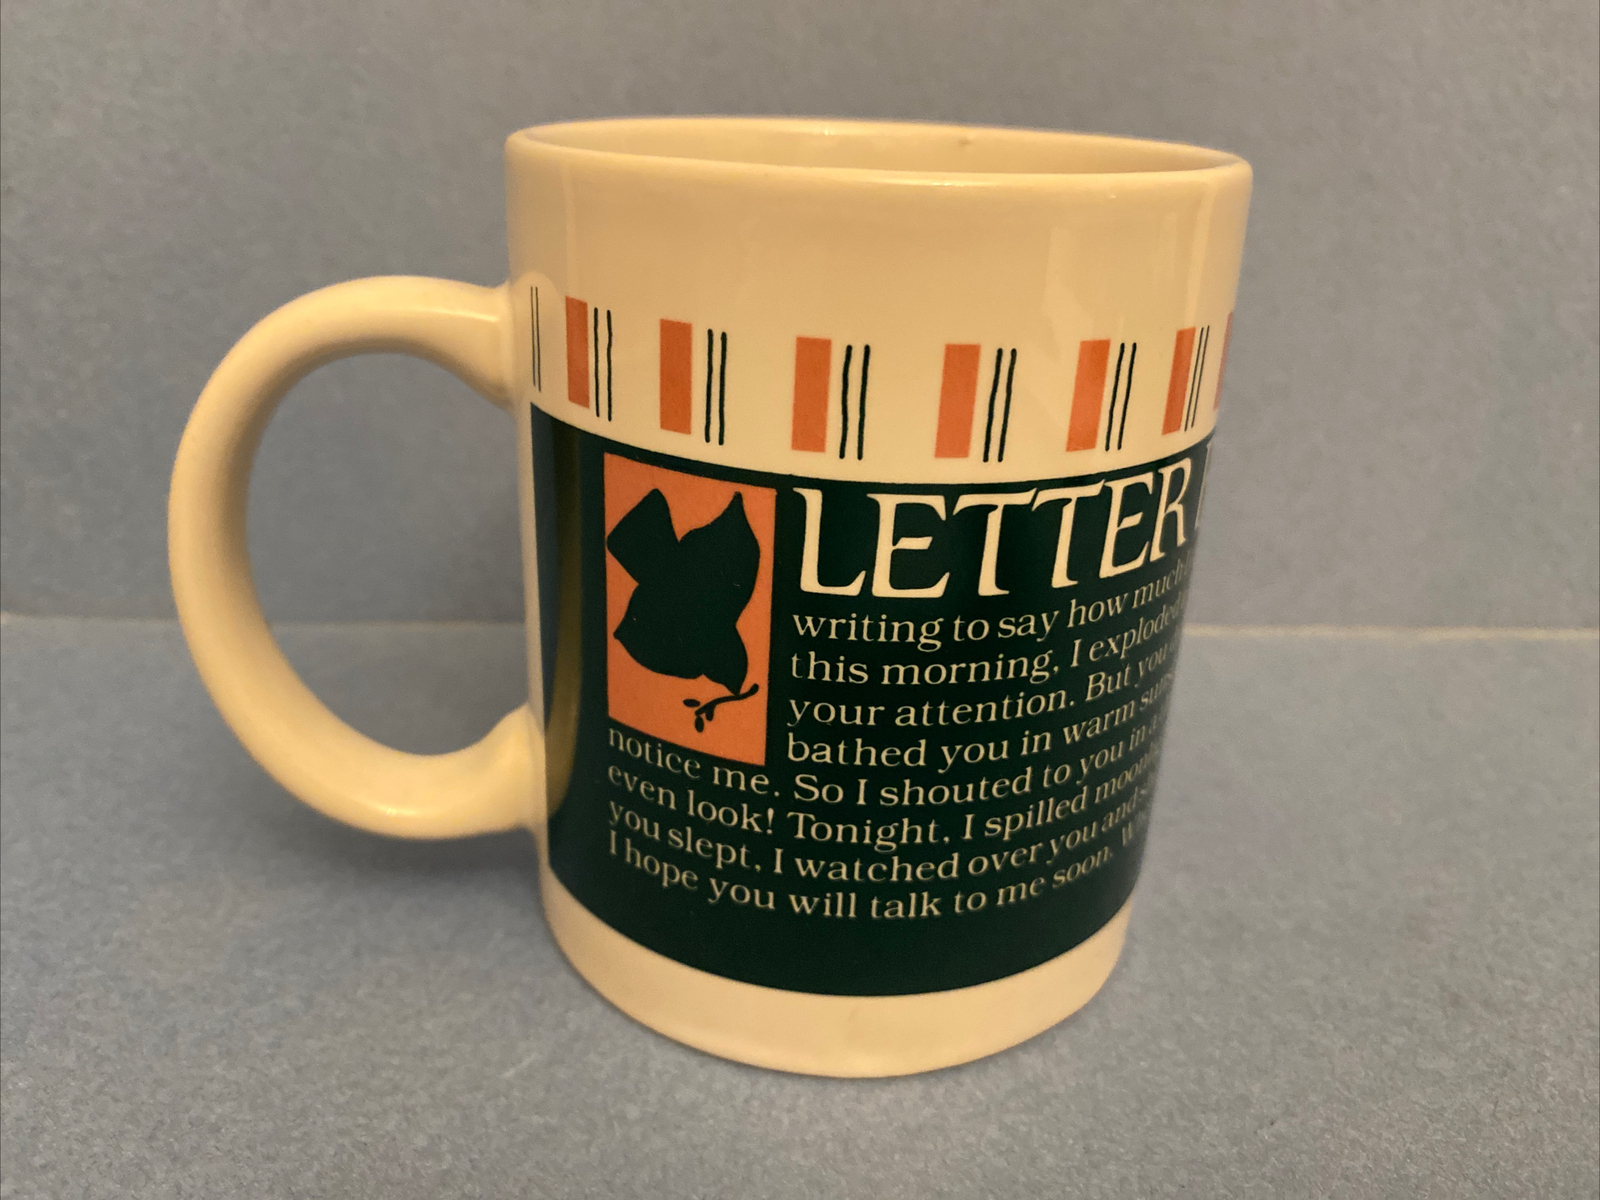 LETTER
writing to say how much
this morning, I exploded
your attention. But you
bathed you in warm
notice me. So I shouted to you in a
even look! Tonight, I spilled
you slept, I watched over you and
I hope you will talk to me soon.